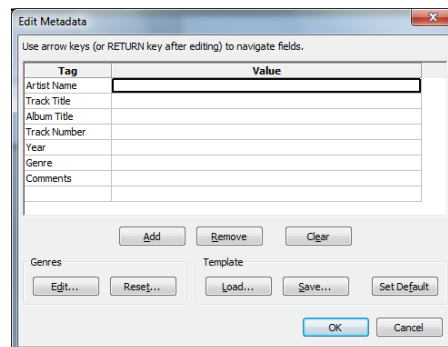 Edit Metadata
Use arrow keys (or RETURN key after editing) to navigate fields.
Tag Value
Artist Name
Track Title
Album Title
Track Number
Year
Genre
Comments
Add Remove Clear
Genres Template
Edit... Reset... Load... Save... Set Default
OK Cancel